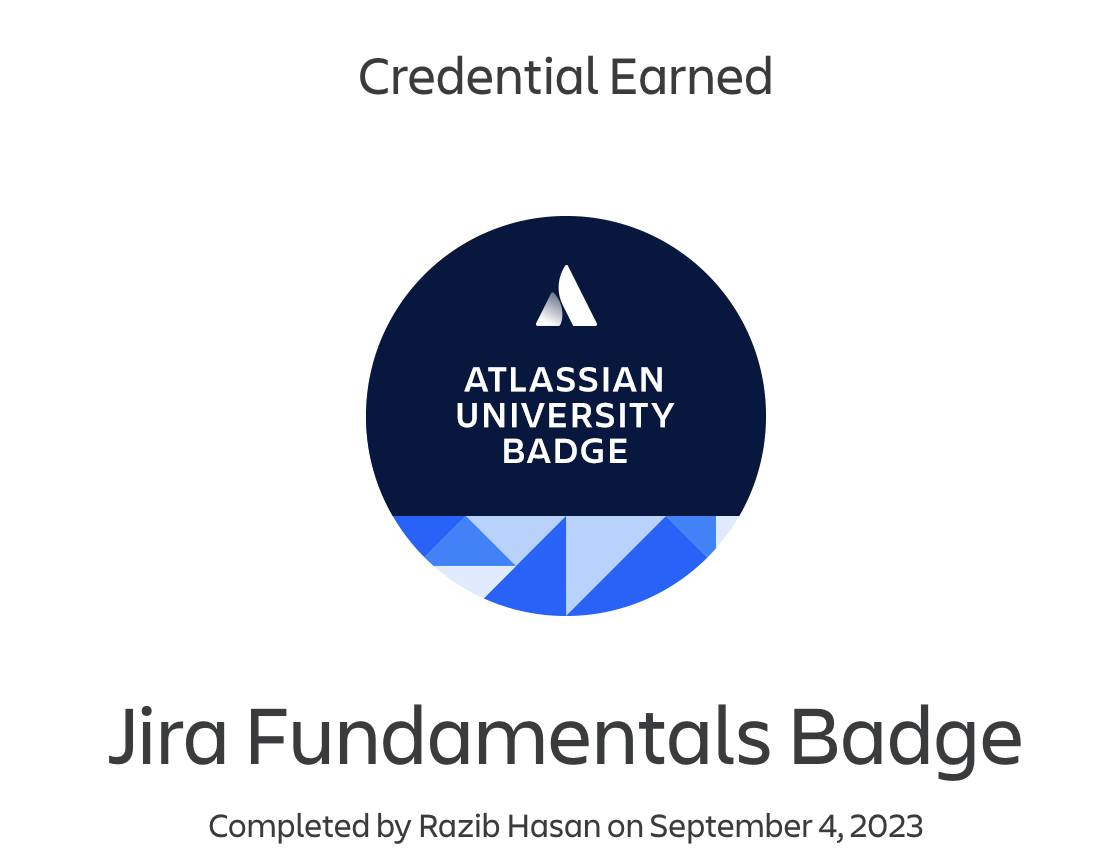 Credential Earned
ATLASSIAN
UNIVERSITY
BADGE
Jira Fundamentals Badge
Completed by Razib Hasan on September 4, 2023